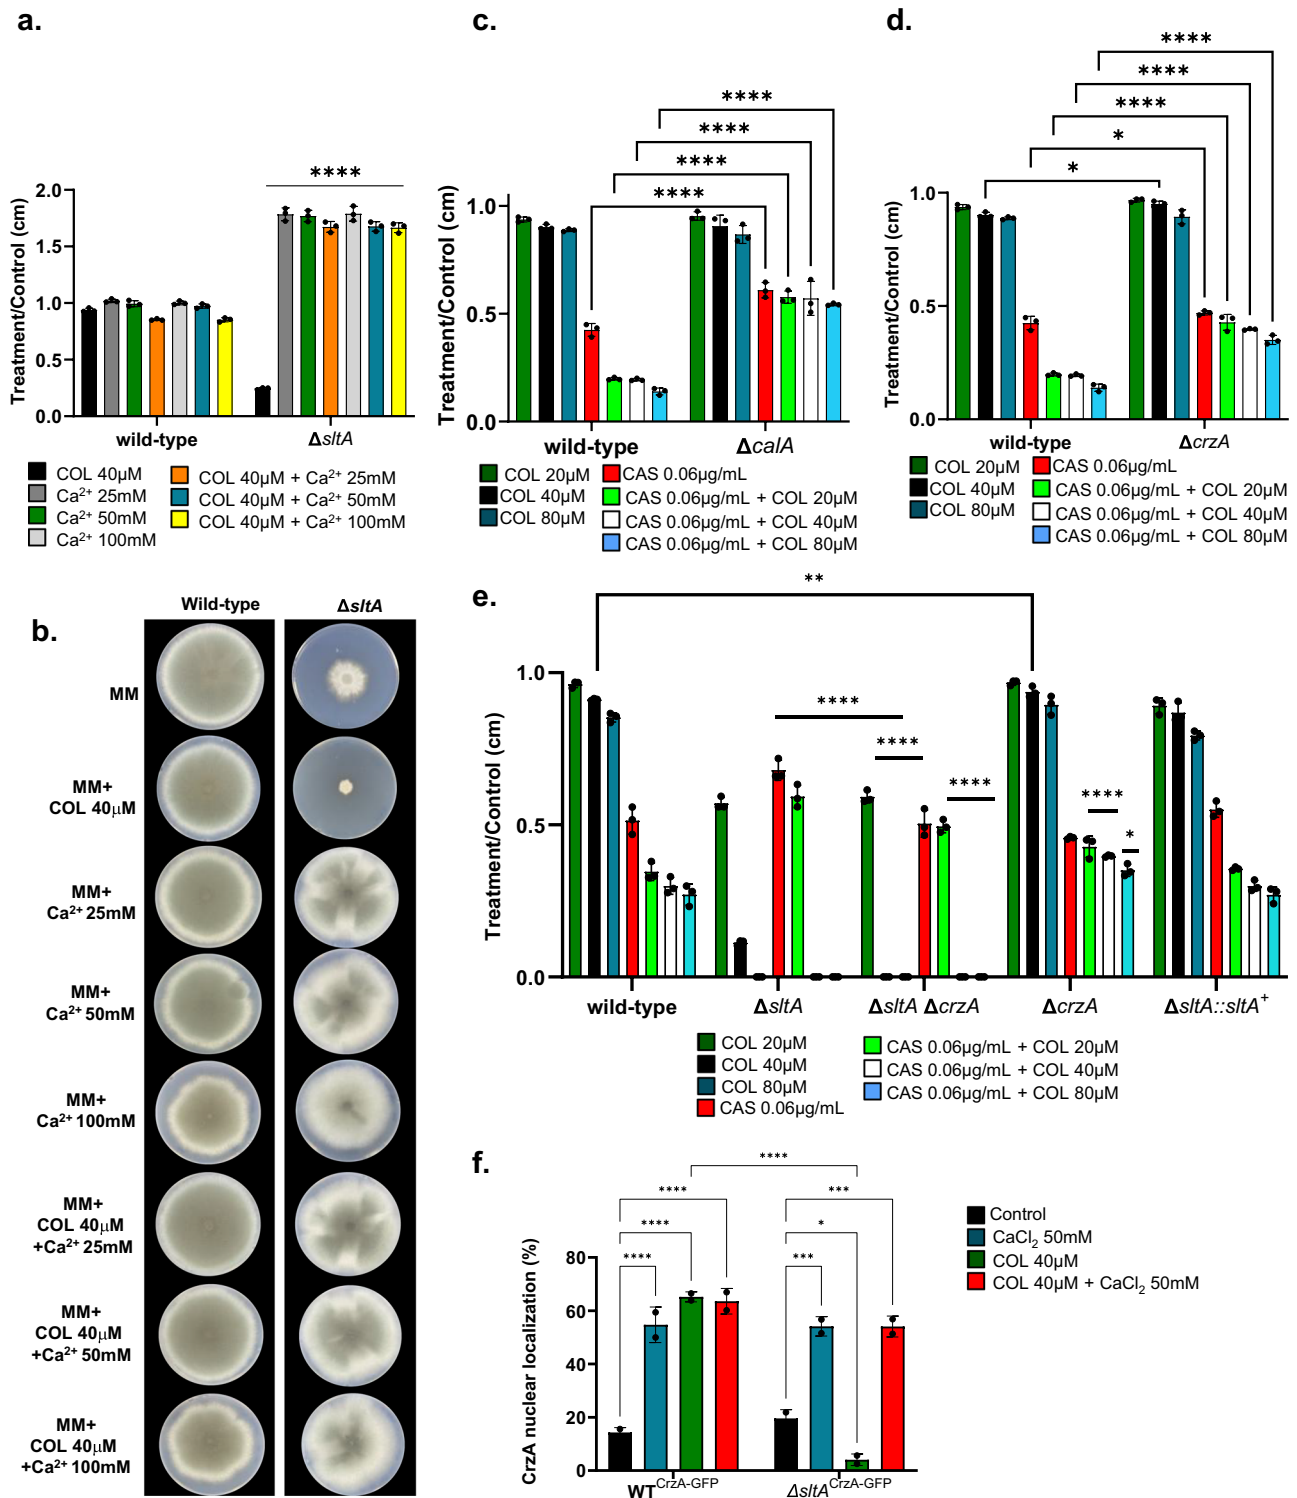 a.
Treatment/Control (cm)
2.0
1.5
1.0
0.5
0.0
****
wild-type
ΔsltA
COL 40µM
Ca²⁺ 25mM
Ca²⁺ 50mM
Ca²⁺ 100mM
COL 40µM + Ca²⁺ 25mM
COL 40µM + Ca²⁺ 50mM
COL 40µM + Ca²⁺ 100mM
c.
Treatment/Control (cm)
1.0
0.5
0.0
****
****
****
****
wild-type
ΔcalA
COL 20µM
COL 40µM
COL 80µM
CAS 0.06µg/mL
CAS 0.06µg/mL + COL 20µM
CAS 0.06µg/mL + COL 40µM
CAS 0.06µg/mL + COL 80µM
d.
Treatment/Control (cm)
1.0
0.5
0.0
****
****
****
*
*
wild-type
ΔcrzA
COL 20µM
COL 40µM
COL 80µM
CAS 0.06µg/mL
CAS 0.06µg/mL + COL 20µM
CAS 0.06µg/mL + COL 40µM
CAS 0.06µg/mL + COL 80µM
b.
Wild-type
ΔsltA
MM
MM+
COL 40µM
MM+
Ca²⁺ 25mM
MM+
Ca²⁺ 50mM
MM+
Ca²⁺ 100mM
MM+
COL 40µM
+Ca²⁺ 25mM
MM+
COL 40µM
+Ca²⁺ 50mM
MM+
COL 40µM
+Ca²⁺ 100mM
e.
Treatment/Control (cm)
1.0
0.5
0.0
**
****
****
****
****
*
wild-type
ΔsltA
ΔsltA ΔcrzA
ΔcrzA
ΔsltA::sltA⁺
COL 20µM
COL 40µM
COL 80µM
CAS 0.06µg/mL
CAS 0.06µg/mL + COL 20µM
CAS 0.06µg/mL + COL 40µM
CAS 0.06µg/mL + COL 80µM
f.
CrzA nuclear localization (%)
80
60
40
20
0
****
****
****
****
***
*
***
WT^CrzA-GFP
ΔsltA^CrzA-GFP
Control
CaCl₂ 50mM
COL 40µM
COL 40µM + CaCl₂ 50mM